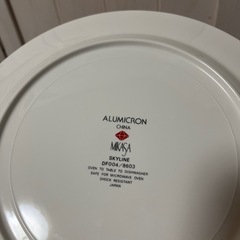 ALUMICRON
CHINA
MIKASA
SKYLINE
DF004/8603
OVEN TO TABLE TO DISHWASHER
SAFE FOR MICROWAVE OVEN
SHOCK RESISTANT
JAPAN